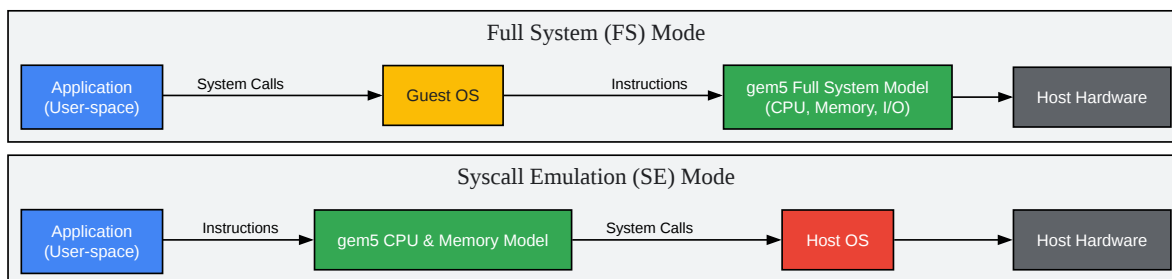 Full System (FS) Mode
Application
(User-space)
System Calls
Guest OS
Instructions
gem5 Full System Model
(CPU, Memory, I/O)
Host Hardware
Syscall Emulation (SE) Mode
Application
(User-space)
Instructions
gem5 CPU & Memory Model
System Calls
Host OS
Host Hardware